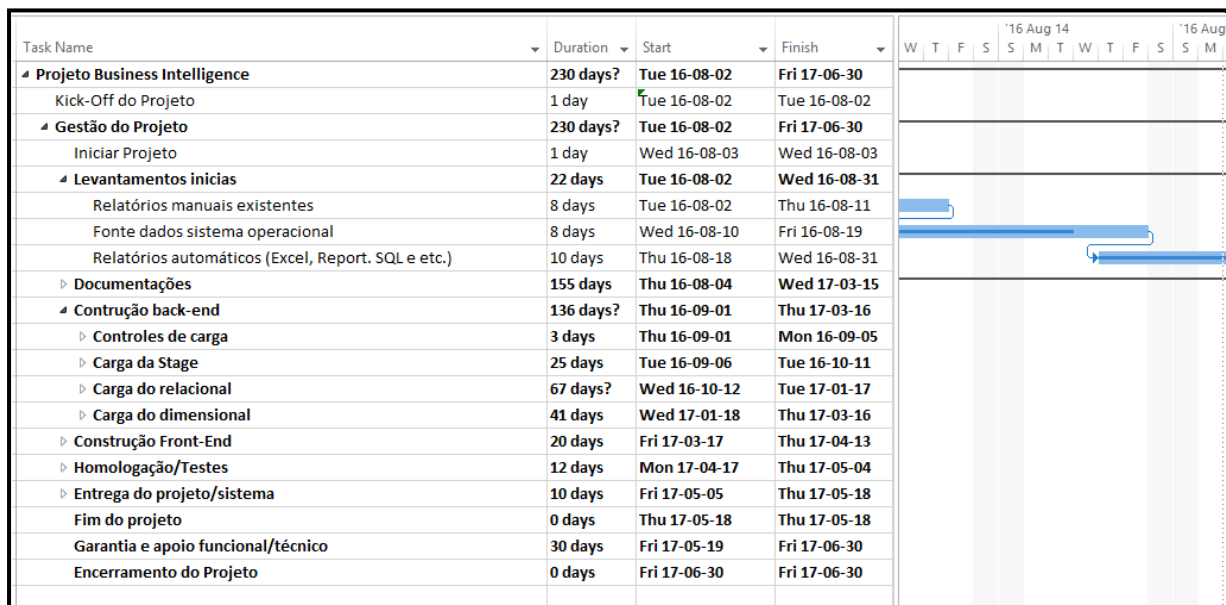 '16 Aug 14 '16 Aug
Task Name Duration Start Finish W T F S S M T W T F S S M
Projeto Business Intelligence 230 days? Tue 16-08-02 Fri 17-06-30
Kick-Off do Projeto 1 day Tue 16-08-02 Tue 16-08-02
Gestão do Projeto 230 days? Tue 16-08-02 Fri 17-06-30
Iniciar Projeto 1 day Wed 16-08-03 Wed 16-08-03
Levantamentos inicias 22 days Tue 16-08-02 Wed 16-08-31
Relatórios manuais existentes 8 days Tue 16-08-02 Thu 16-08-11
Fonte dados sistema operacional 8 days Wed 16-08-10 Fri 16-08-19
Relatórios automáticos (Excel, Report. SQL e etc.) 10 days Thu 16-08-18 Wed 16-08-31
Documentações 155 days Thu 16-08-04 Wed 17-03-15
Contrução back-end 136 days? Thu 16-09-01 Thu 17-03-16
Controles de carga 3 days Thu 16-09-01 Mon 16-09-05
Carga da Stage 25 days Tue 16-09-06 Tue 16-10-11
Carga do relacional 67 days? Wed 16-10-12 Tue 17-01-17
Carga do dimensional 41 days Wed 17-01-18 Thu 17-03-16
Construção Front-End 20 days Fri 17-03-17 Thu 17-04-13
Homologação/Testes 12 days Mon 17-04-17 Thu 17-05-04
Entrega do projeto/sistema 10 days Fri 17-05-05 Thu 17-05-18
Fim do projeto 0 days Thu 17-05-18 Thu 17-05-18
Garantia e apoio funcional/técnico 30 days Fri 17-05-19 Fri 17-06-30
Encerramento do Projeto 0 days Fri 17-06-30 Fri 17-06-30